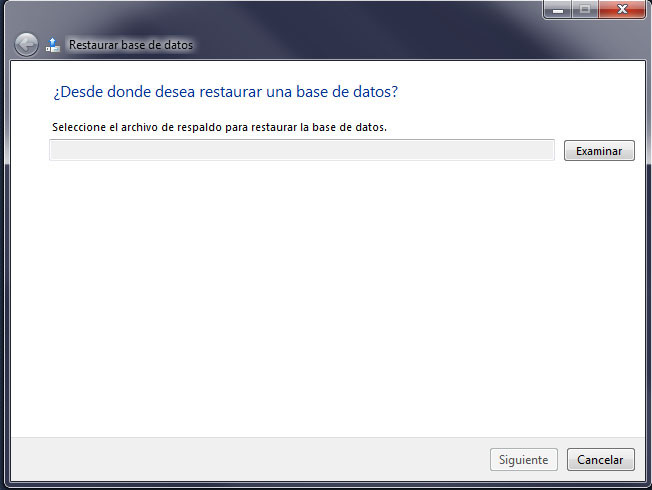 Restaurar base de datos
¿Desde donde desea restaurar una base de datos?
Seleccione el archivo de respaldo para restaurar la base de datos.
Examinar
Siguiente
Cancelar